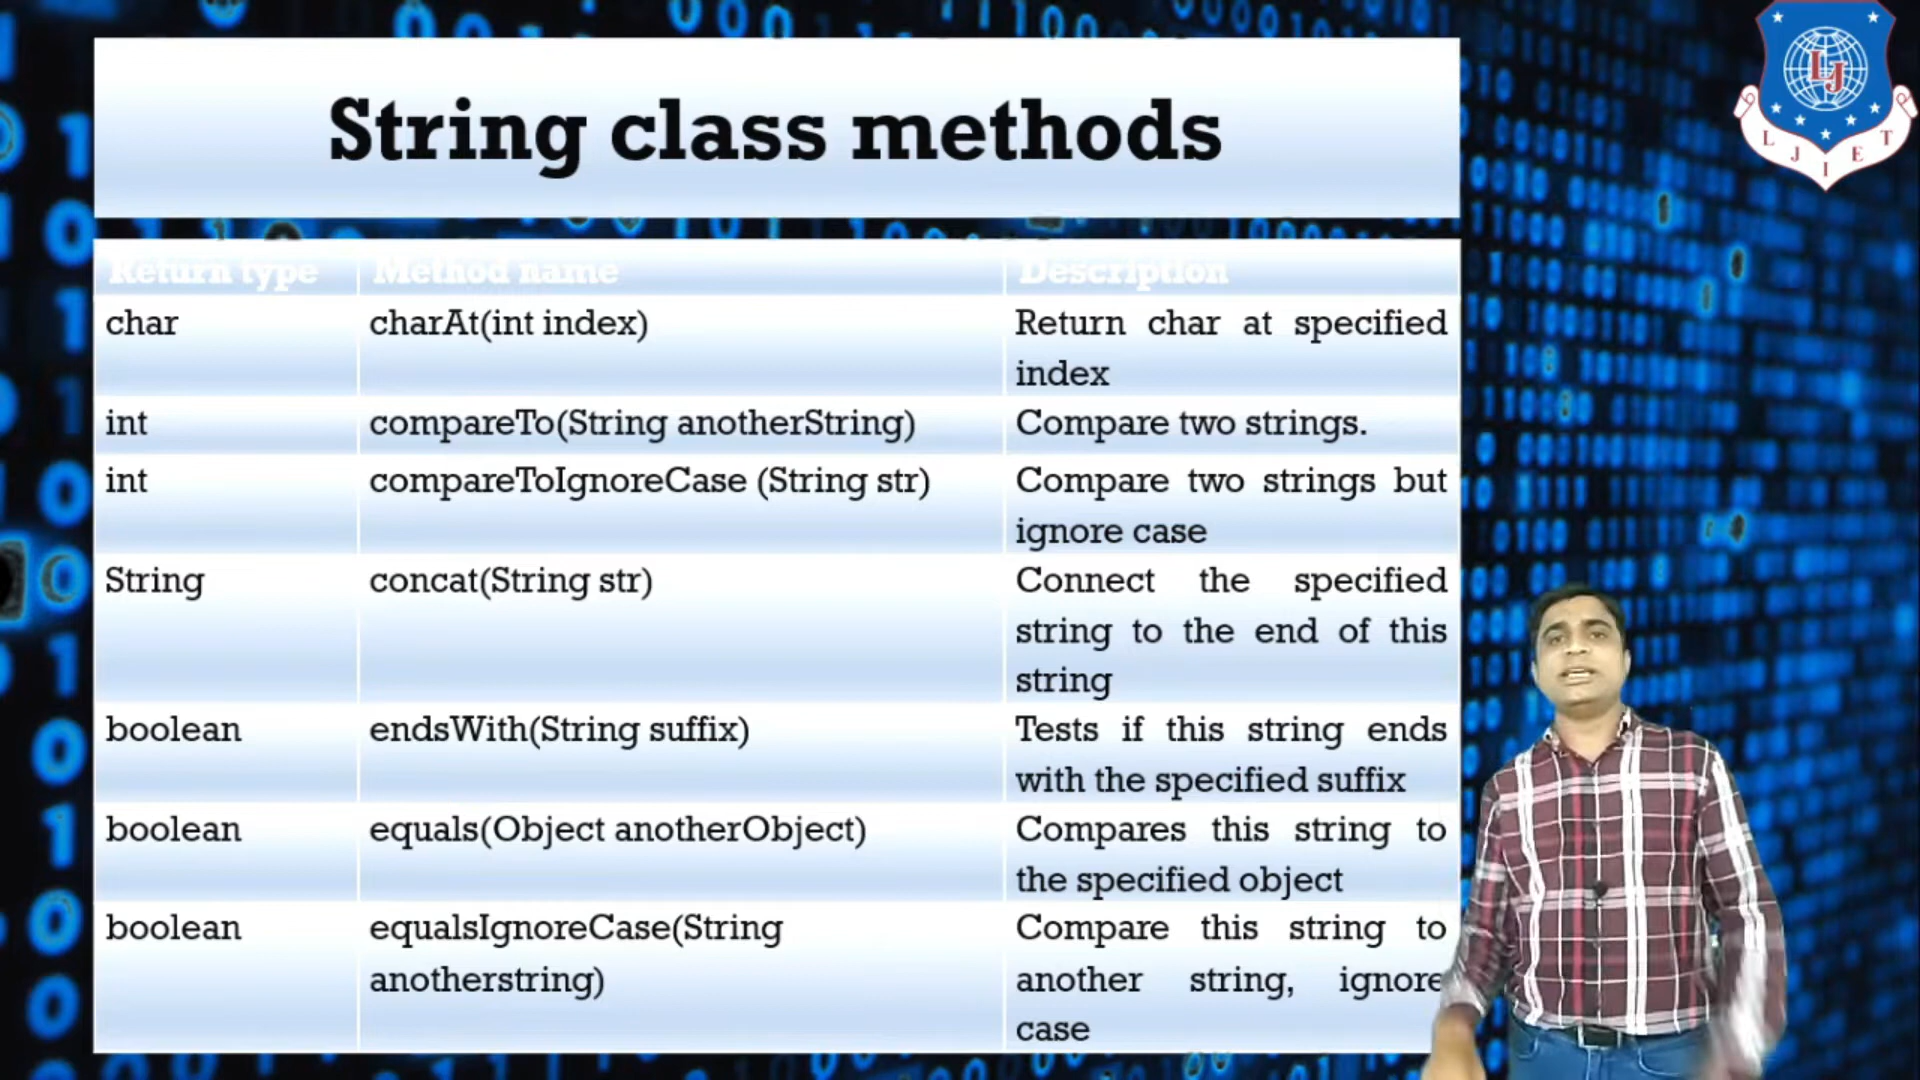 String class methods
Return type Method name Description
char charAt(int index) Return char at specified
index
int compareTo(String anotherString) Compare two strings.
int compareToIgnoreCase (String str) Compare two strings but
ignore case
String concat(String str) Connect the specified
string to the end of this
string
boolean endsWith(String suffix) Tests if this string ends
with the specified suffix
boolean equals(Object anotherObject) Compares this string to
the specified object
boolean equalsIgnoreCase(String Compare this string to
anotherstring) another string, ignore
case
LJ
L J I E T